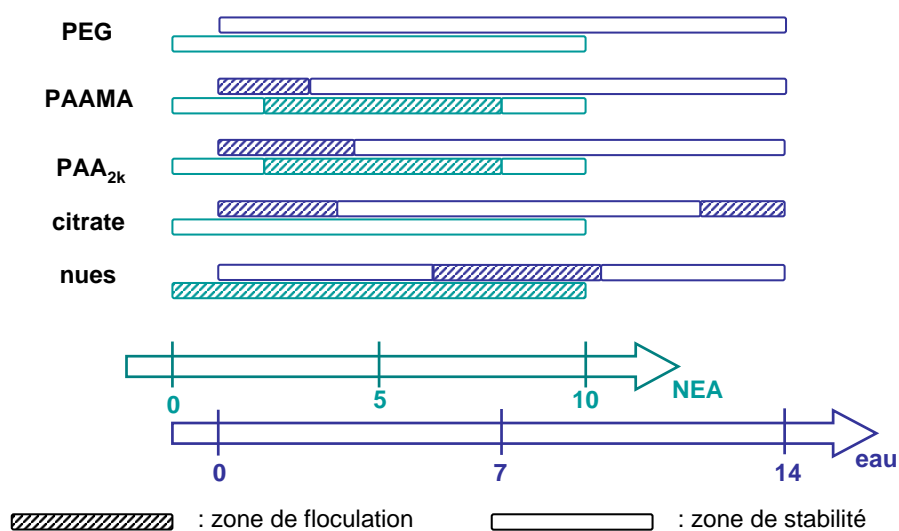 PEG
PAAMA
PAA2k
citrate
nues
0 5 10 NEA
0 7 14 eau
: zone de floculation : zone de stabilité